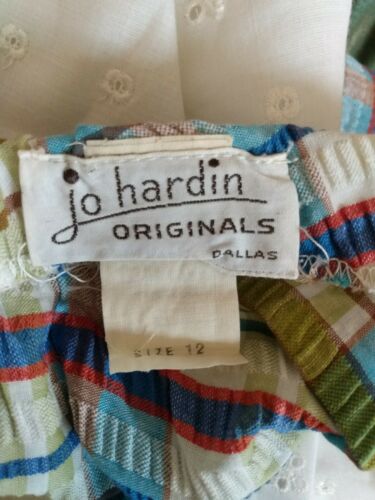 jo hardin
ORIGINALS
DALLAS
SIZE 12